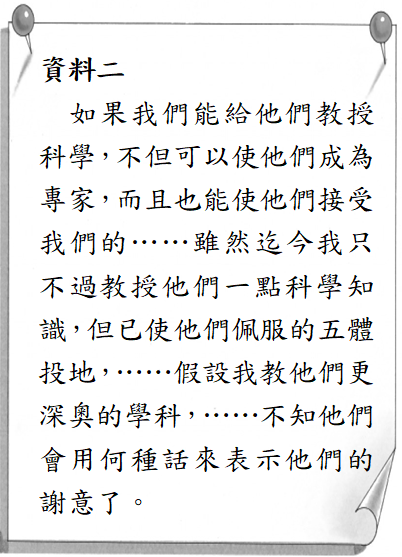 資料二
如果我們能給他們教授
科學，不但可以使他們成為
專家，而且也能使他們接受
我們的……雖然迄今我只
不過教授他們一點科學知
識，但已使他們佩服的五體
投地，……假設我教他們更
深奧的學科，……不知他們
會用何種話來表示他們的
謝意了。